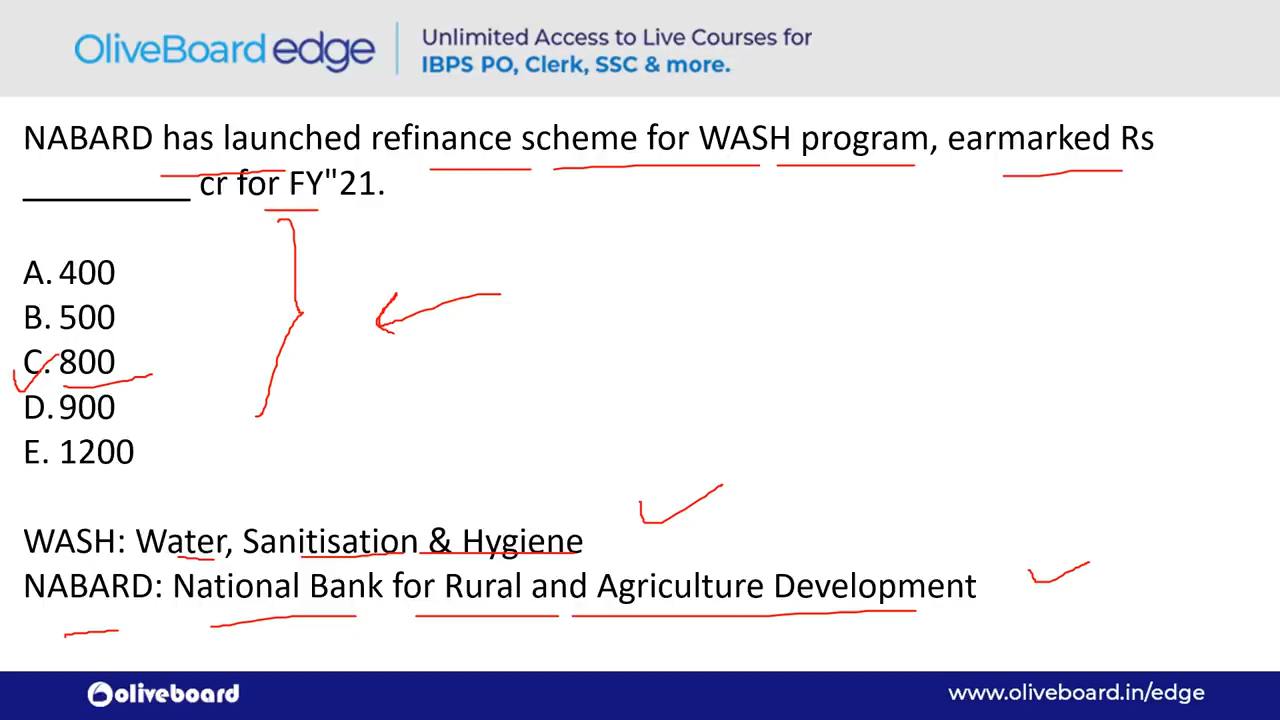 OliveBoard edge
Unlimited Access to Live Courses for
IBPS PO, Clerk, SSC & more.
NABARD has launched refinance scheme for WASH program, earmarked Rs
_________ cr for FY"21.
A. 400
B. 500
C. 800
D. 900
E. 1200
WASH: Water, Sanitisation & Hygiene
NABARD: National Bank for Rural and Agriculture Development
oliveboard
www.oliveboard.in/edge